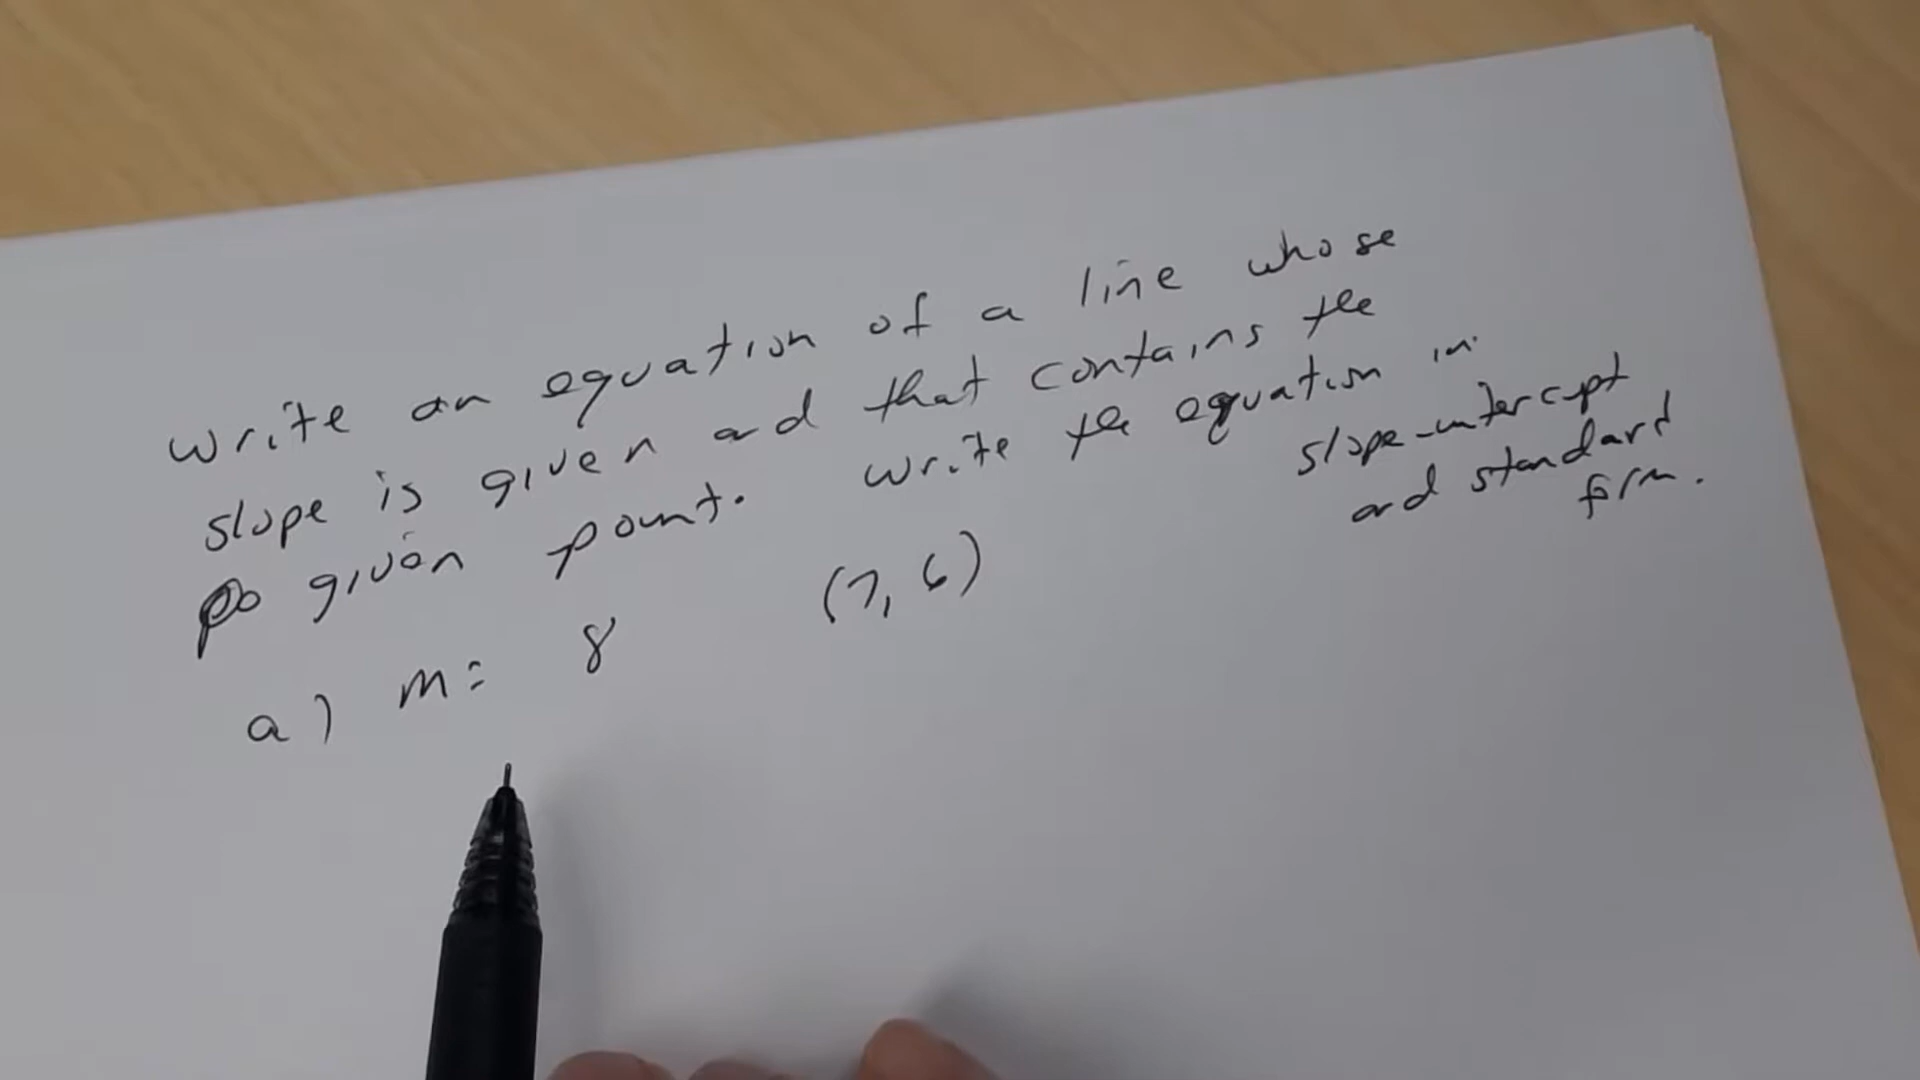 write an equation of a line whose
slope is given and that contains the
given point. write the equation in
slope-intercept
and standard
form.
a) m= 8 (7, 6)